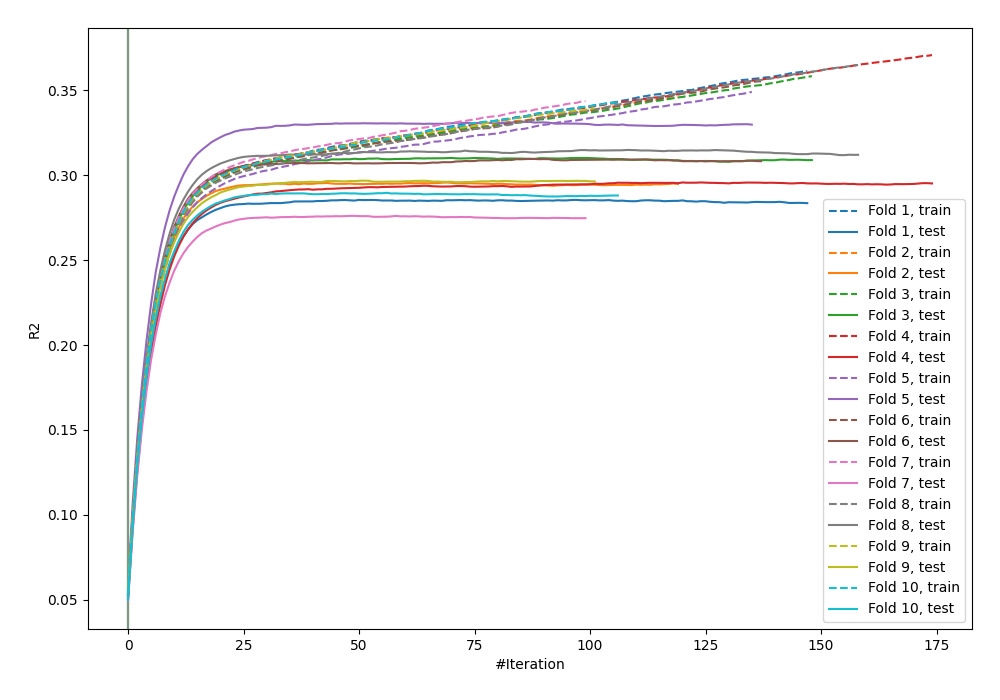 0.35
0.30
0.25
0.20
0.15
0.10
0.05
R2
0 25 50 75 100 125 150 175
#Iteration
Fold 1, train
Fold 1, test
Fold 2, train
Fold 2, test
Fold 3, train
Fold 3, test
Fold 4, train
Fold 4, test
Fold 5, train
Fold 5, test
Fold 6, train
Fold 6, test
Fold 7, train
Fold 7, test
Fold 8, train
Fold 8, test
Fold 9, train
Fold 9, test
Fold 10, train
Fold 10, test